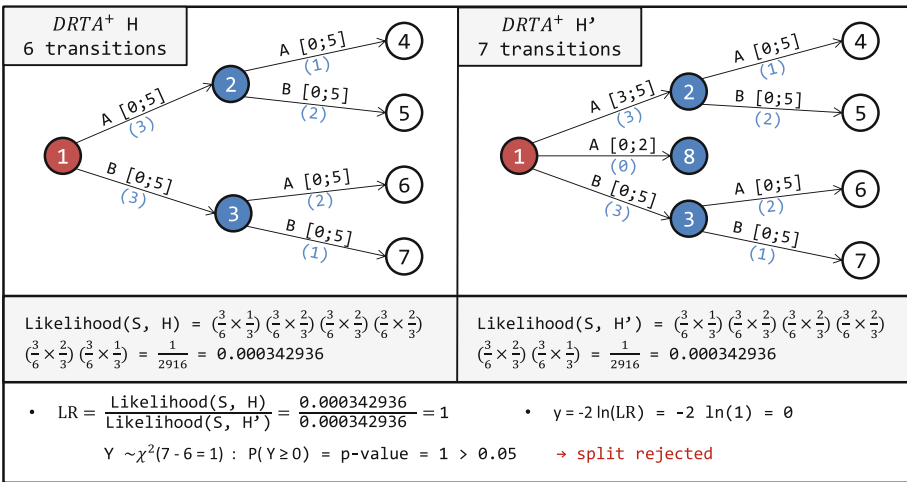 DRTA⁺ H
6 transitions
1
A [0;5]
(3)
B [0;5]
(3)
2
A [0;5]
(1)
B [0;5]
(2)
3
A [0;5]
(2)
B [0;5]
(1)
4
5
6
7
DRTA⁺ H’
7 transitions
1
A [3;5]
(3)
A [0;2]
(0)
B [0;5]
(3)
2
A [0;5]
(1)
B [0;5]
(2)
8
3
A [0;5]
(2)
B [0;5]
(1)
4
5
6
7
Likelihood(S, H) = (3/6 × 1/3) (3/6 × 2/3) (3/6 × 2/3) (3/6 × 2/3)
(3/6 × 2/3) (3/6 × 1/3) = 1/2916 = 0.000342936
Likelihood(S, H’) = (3/6 × 1/3) (3/6 × 2/3) (3/6 × 2/3) (3/6 × 2/3)
(3/6 × 2/3) (3/6 × 1/3) = 1/2916 = 0.000342936
• LR = Likelihood(S, H) / Likelihood(S, H’) = 0.000342936 / 0.000342936 = 1
• y = -2 ln(LR) = -2 ln(1) = 0
Y ~χ²(7 - 6 = 1) : P( Y ≥ 0) = p-value = 1 > 0.05 → split rejected